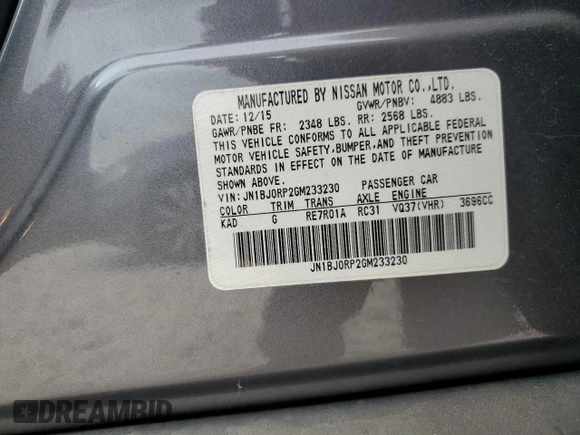 MANUFACTURED BY NISSAN MOTOR CO.,LTD.
DATE: 12/15 GVWR/PNBV: 4883 LBS.
GAWR/PNBE FR: 2348 LBS. RR: 2568 LBS.
THIS VEHICLE CONFORMS TO ALL APPLICABLE FEDERAL
MOTOR VEHICLE SAFETY,BUMPER,AND THEFT PREVENTION
STANDARDS IN EFFECT ON THE DATE OF MANUFACTURE
SHOWN ABOVE.
VIN: JN1BJ0RP2GM233230 PASSENGER CAR
COLOR TRIM TRANS AXLE ENGINE
KAD G RE7R01A RC31 VQ37(VHR) 3696CC
JN1BJ0RP2GM233230
DREAMBID